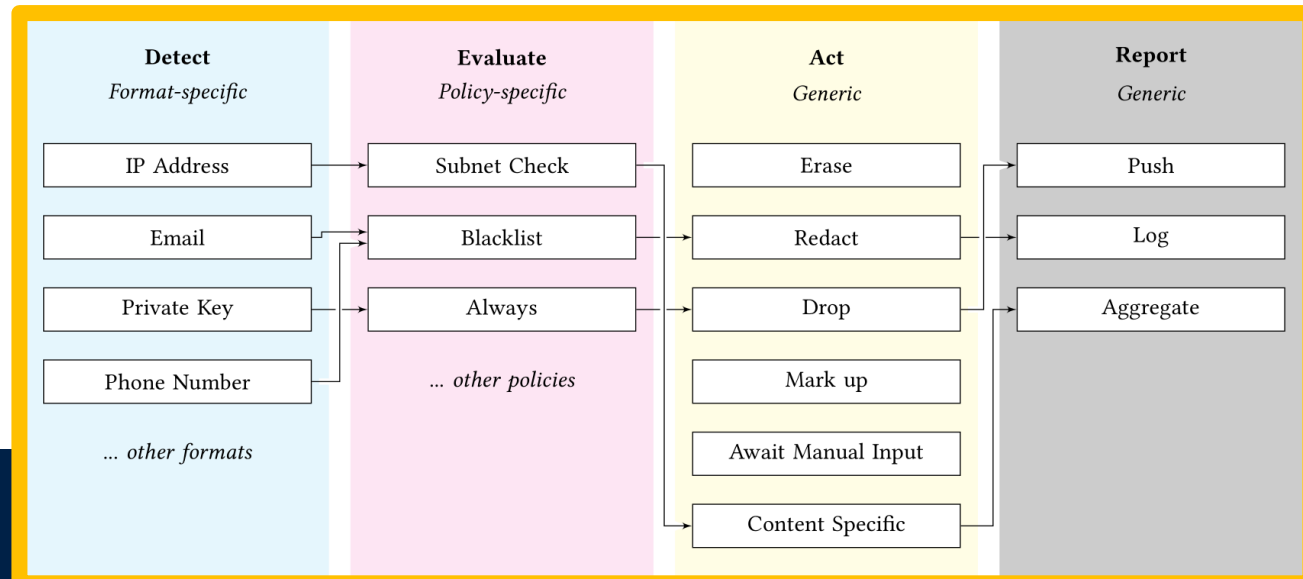 Detect
Format-specific
IP Address
Email
Private Key
Phone Number
... other formats
Evaluate
Policy-specific
Subnet Check
Blacklist
Always
... other policies
Act
Generic
Erase
Redact
Drop
Mark up
Await Manual Input
Content Specific
Report
Generic
Push
Log
Aggregate